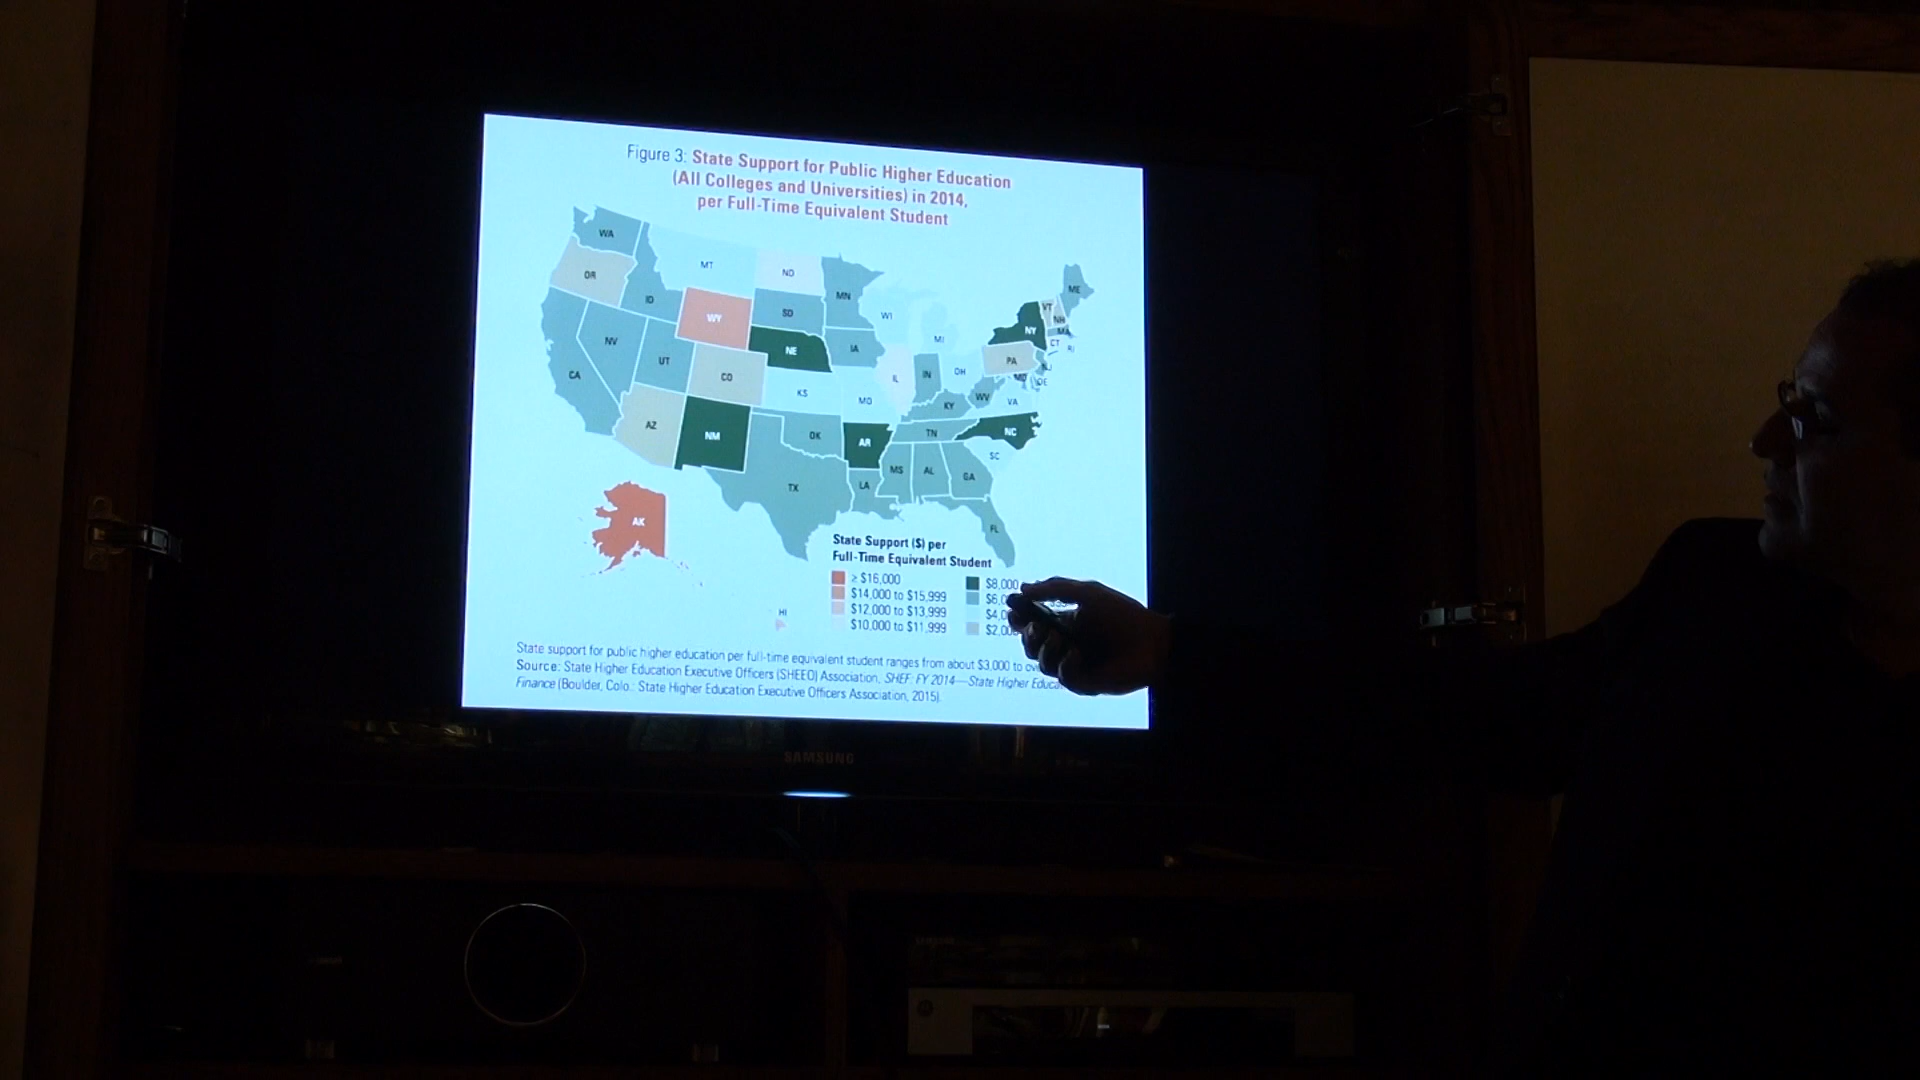 Figure 3: State Support for Public Higher Education
(All Colleges and Universities) in 2014,
per Full-Time Equivalent Student
WA
MT
ND
OR
ID
WY
SD
MN
WI
MI
ME
VT
NH
NY
MA
CT
RI
NV
UT
NE
IA
PA
NJ
CA
CO
KS
MO
IL
IN
OH
MD
DE
WV
VA
KY
AZ
NM
OK
AR
TN
NC
SC
TX
LA
MS
AL
GA
FL
AK
HI
State Support ($) per
Full-Time Equivalent Student
≥ $16,000
$14,000 to $15,999
$12,000 to $13,999
$10,000 to $11,999
$8,000
State support for public higher education per full-time equivalent student ranges from about $3,000 to
Source: State Higher Education Executive Officers (SHEEO) Association, SHEF: FY 2014—State Higher
Finance (Boulder, Colo.: State Higher Education Executive Officers Association, 2015).
SAMSUNG